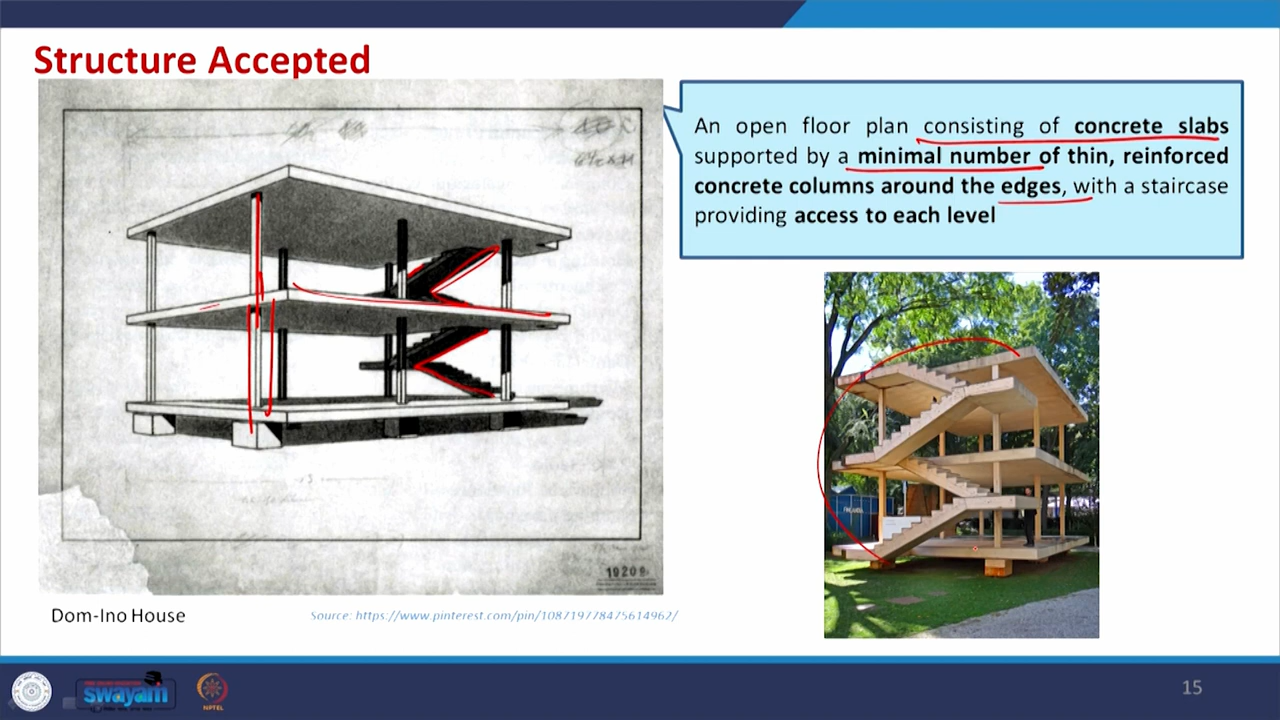 Structure Accepted
An open floor plan consisting of concrete slabs
supported by a minimal number of thin, reinforced
concrete columns around the edges, with a staircase
providing access to each level
19209
Dom-Ino House
Source: https://www.pinterest.com/pin/108719778475614962/
swayam
NPTEL
15